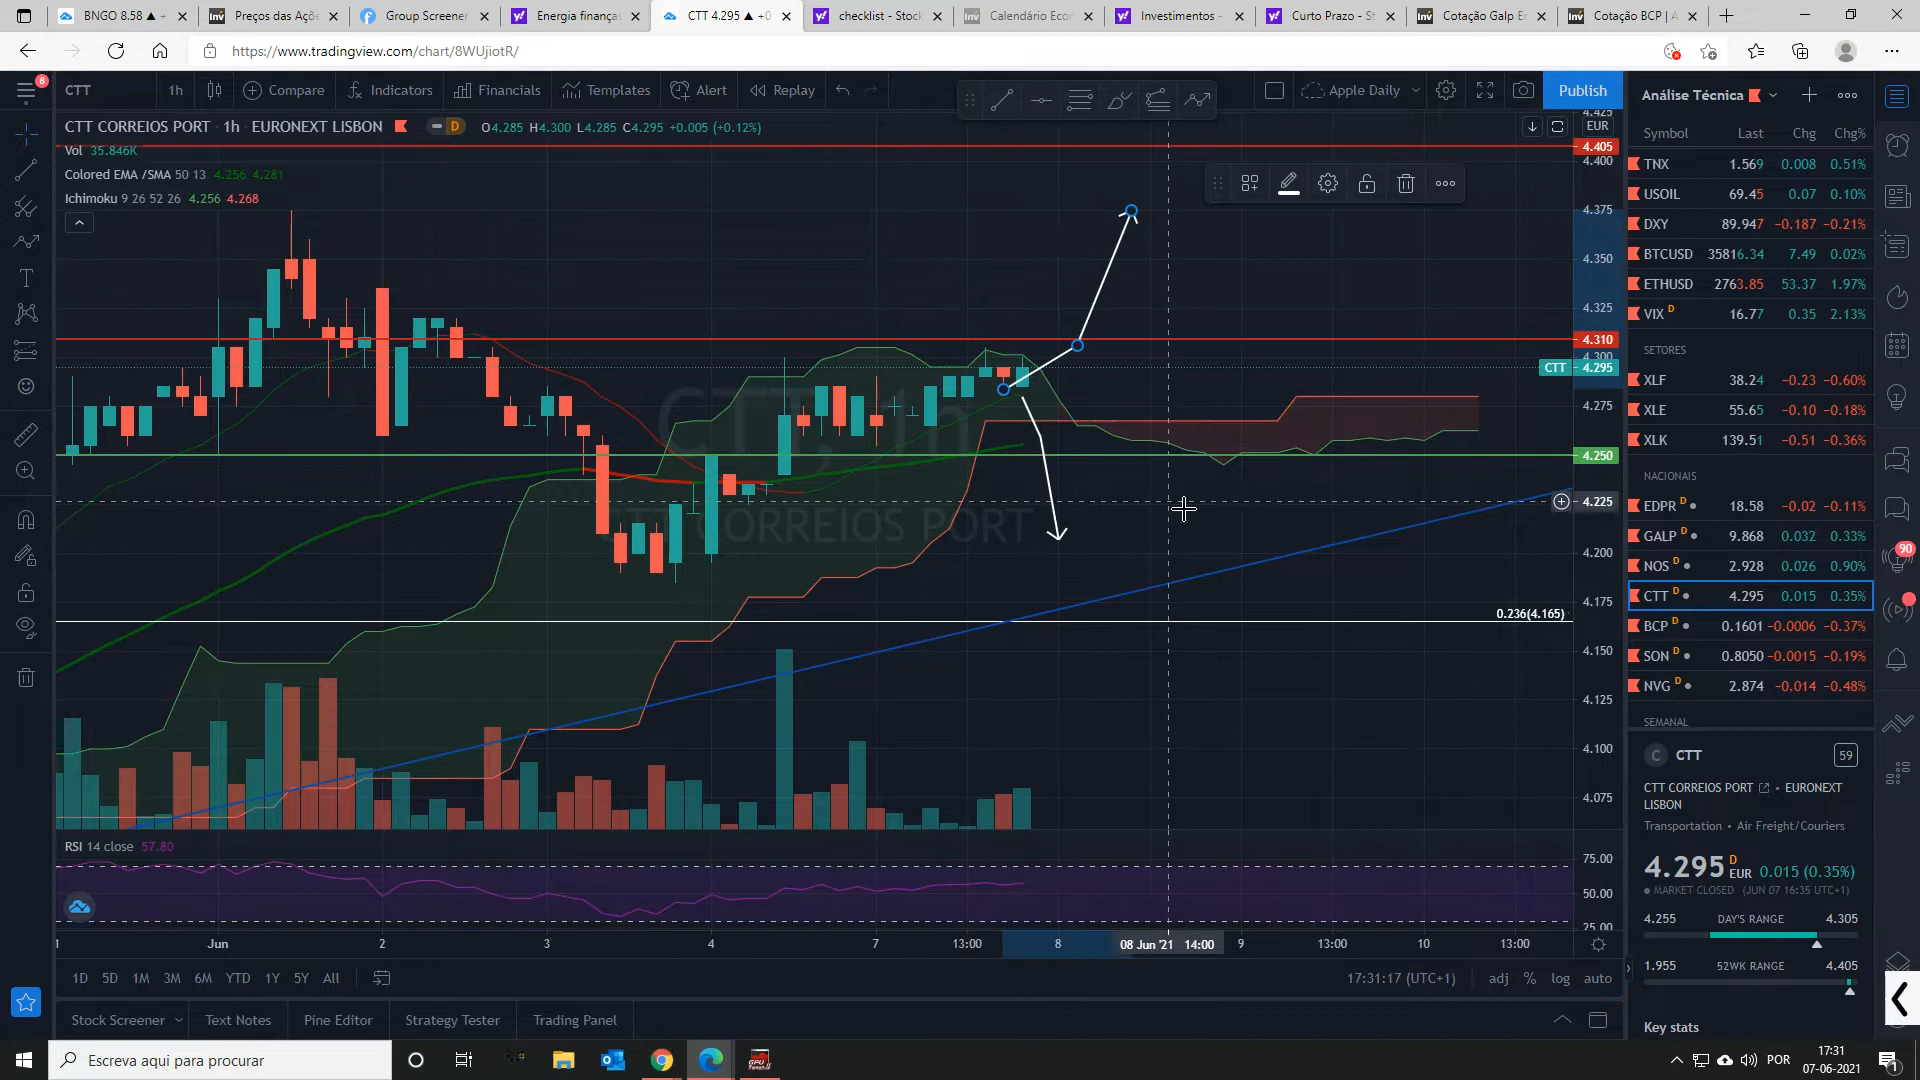 BNGO 8.58 ▲ +
Preços das Açõe
Group Screener
Energia finanças
CTT 4.295 ▲ +0
checklist - Stock
Calendário Econ
Investimentos -
Curto Prazo - St
Cotação Galp En
Cotação BCP | A
https://www.tradingview.com/chart/8WUjiotR/
8
CTT
1h
Compare
Indicators
Financials
Templates
Alert
Replay
Apple Daily
Publish
CTT CORREIOS PORT · 1h · EURONEXT LISBON D O4.285 H4.300 L4.285 C4.295 +0.005 (+0.12%)
Vol 35.846K
Colored EMA /SMA 50 13 4.256 4.281
Ichimoku 9 26 52 26 4.256 4.268
CTT, 1h
CTT CORREIOS PORT
4.425
EUR
4.405
4.400
4.375
4.350
4.325
4.310
4.300
CTT 4.295
4.275
4.250
4.225
4.200
4.175
0.236(4.165)
4.150
4.125
4.100
4.075
RSI 14 close 57.80
75.00
50.00
25.00
1
Jun
2
3
4
7
13:00
8
08 Jun '21 14:00
9
13:00
10
13:00
1D 5D 1M 3M 6M YTD 1Y 5Y All
17:31:17 (UTC+1)
adj % log auto
Stock Screener
Text Notes
Pine Editor
Strategy Tester
Trading Panel
Análise Técnica
Symbol Last Chg Chg%
TNX 1.569 0.008 0.51%
USOIL 69.45 0.07 0.10%
DXY 89.947 −0.187 −0.21%
BTCUSD 35816.34 7.49 0.02%
ETHUSD 2763.85 53.37 1.97%
VIX D 16.77 0.35 2.13%
SETORES
XLF 38.24 −0.23 −0.60%
XLE 55.65 −0.10 −0.18%
XLK 139.51 −0.51 −0.36%
NACIONAIS
EDPR D 18.58 −0.02 −0.11%
GALP D 9.868 0.032 0.33%
NOS D 2.928 0.026 0.90%
CTT D 4.295 0.015 0.35%
BCP D 0.1601 −0.0006 −0.37%
SON D 0.8050 −0.0015 −0.19%
NVG D 2.874 −0.014 −0.48%
SEMANAL
C CTT 59
CTT CORREIOS PORT • EURONEXT
LISBON
Transportation • Air Freight/Couriers
4.295 D EUR 0.015 (0.35%)
MARKET CLOSED (JUN 07 16:35 UTC+1)
4.255 DAY'S RANGE 4.305
1.955 52WK RANGE 4.405
Key stats
90
Escreva aqui para procurar
POR
17:31
07-06-2021
1